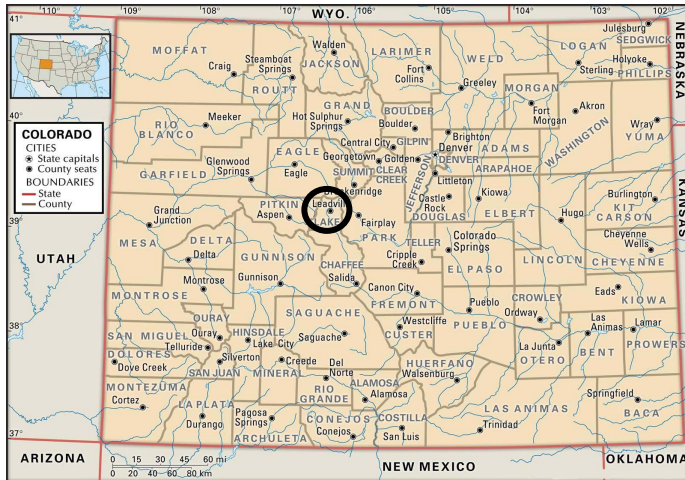 110°
109°
108°
107°
WYO.
106°
105°
104°
103°
102°
41°
41°
40°
40°
39°
39°
38°
38°
37°
37°
NEBRASKA
KANSAS
UTAH
ARIZONA
NEW MEXICO
OKLAHOMA
COLORADO
CITIES
State capitals
County seats
BOUNDARIES
State
County
MOFFAT
Craig
Steamboat
Springs
ROUTT
Walden
JACKSON
LARIMER
Fort
Collins
WELD
Greeley
LOGAN
Sterling
Julesburg
SEDGWICK
Holyoke
PHILLIPS
MORGAN
Fort
Morgan
Akron
WASHINGTON
Wray
YUMA
RIO
BLANCO
Meeker
GRAND
Hot Sulphur
Springs
BOULDER
Boulder
Central City
GILPIN
Georgetown
Golden
CLEAR
CREEK
JEFFERSON
Brighton
Denver
DENVER
ADAMS
ARAPAHOE
Littleton
GARFIELD
Glenwood
Springs
EAGLE
Eagle
SUMMIT
PITKIN
Aspen
LAKE
Fairplay
PARK
Castle
Rock
DOUGLAS
Kiowa
ELBERT
Hugo
LINCOLN
Burlington
KIT
CARSON
Cheyenne
Wells
CHEYENNE
Grand
Junction
MESA
DELTA
Delta
GUNNISON
Gunnison
CHAFFEE
Salida
TELLER
Cripple
Creek
Colorado
Springs
EL PASO
Canon City
FREMONT
Pueblo
PUEBLO
CROWLEY
Ordway
Eads
KIOWA
Montrose
MONTROSE
OURAY
Ouray
SAN MIGUEL
Telluride
HINSDALE
Lake City
SAGUACHE
Saguache
Westcliffe
CUSTER
La Junta
OTERO
Las
Animas
BENT
Lamar
PROWERS
DOLORES
Dove Creek
Silverton
SAN JUAN
Creede
MINERAL
Del
Norte
RIO
GRANDE
ALAMOSA
Alamosa
HUERFANO
Walsenburg
MONTEZUMA
Cortez
LA PLATA
Durango
Pagosa
Springs
ARCHULETA
CONEJOS
Conejos
COSTILLA
San Luis
LAS ANIMAS
Trinidad
Springfield
BACA
0 15 30 45 60 mi
0 20 40 60 80 km